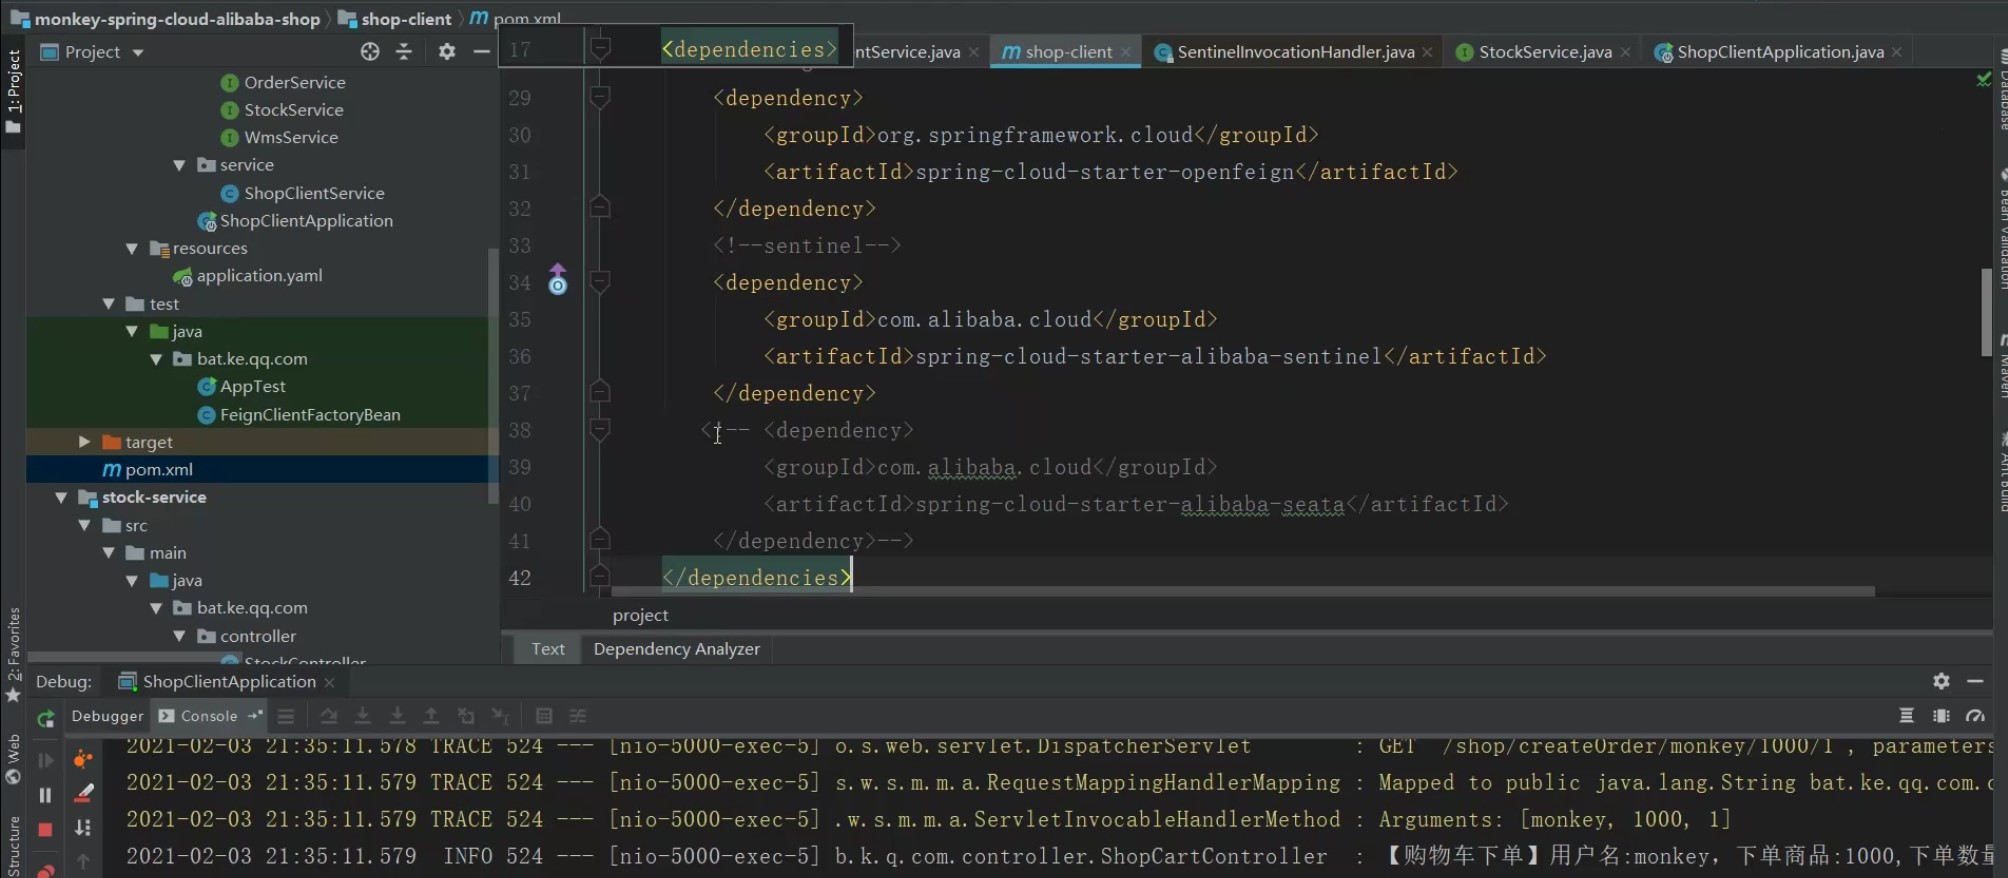 monkey-spring-cloud-alibaba-shop shop-client pom.xml
Project
1: Project
OrderService
StockService
WmsService
service
ShopClientService
ShopClientApplication
resources
application.yaml
test
java
bat.ke.qq.com
AppTest
FeignClientFactoryBean
target
pom.xml
stock-service
src
main
java
bat.ke.qq.com
controller
StockController
2: Favorites
Web
Structure
ntService.java shop-client SentinelInvocationHandler.java StockService.java ShopClientApplication.java
17 <dependencies>
29 <dependency>
30 <groupId>org.springframework.cloud</groupId>
31 <artifactId>spring-cloud-starter-openfeign</artifactId>
32 </dependency>
33 <!--sentinel-->
34 <dependency>
35 <groupId>com.alibaba.cloud</groupId>
36 <artifactId>spring-cloud-starter-alibaba-sentinel</artifactId>
37 </dependency>
38 <!-- <dependency>
39 <groupId>com.alibaba.cloud</groupId>
40 <artifactId>spring-cloud-starter-alibaba-seata</artifactId>
41 </dependency>-->
42 </dependencies>
project
Text Dependency Analyzer
Database
Bean Validation
Maven
Ant Build
Debug: ShopClientApplication
Debugger Console
2021-02-03 21:35:11.578 TRACE 524 --- [nio-5000-exec-5] o.s.web.servlet.DispatcherServlet : GET /shop/createOrder/monkey/1000/1 , parameters
2021-02-03 21:35:11.579 TRACE 524 --- [nio-5000-exec-5] s.w.s.m.m.a.RequestMappingHandlerMapping : Mapped to public java.lang.String bat.ke.qq.com.c
2021-02-03 21:35:11.579 TRACE 524 --- [nio-5000-exec-5] .w.s.m.m.a.ServletInvocableHandlerMethod : Arguments: [monkey, 1000, 1]
2021-02-03 21:35:11.579 INFO 524 --- [nio-5000-exec-5] b.k.q.com.controller.ShopCartController : 【购物车下单】用户名:monkey, 下单商品:1000,下单数量